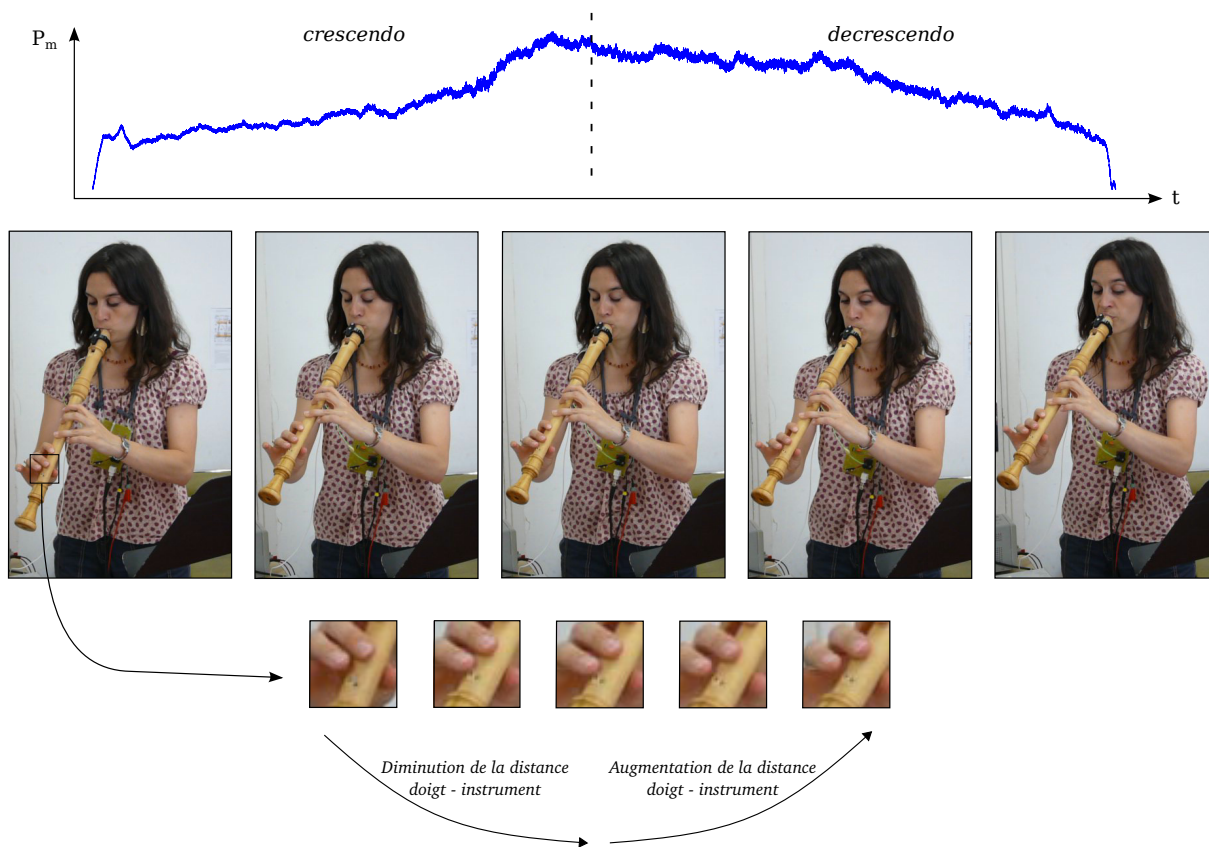 P_m
crescendo
decrescendo
t
Diminution de la distance
doigt - instrument
Augmentation de la distance
doigt - instrument